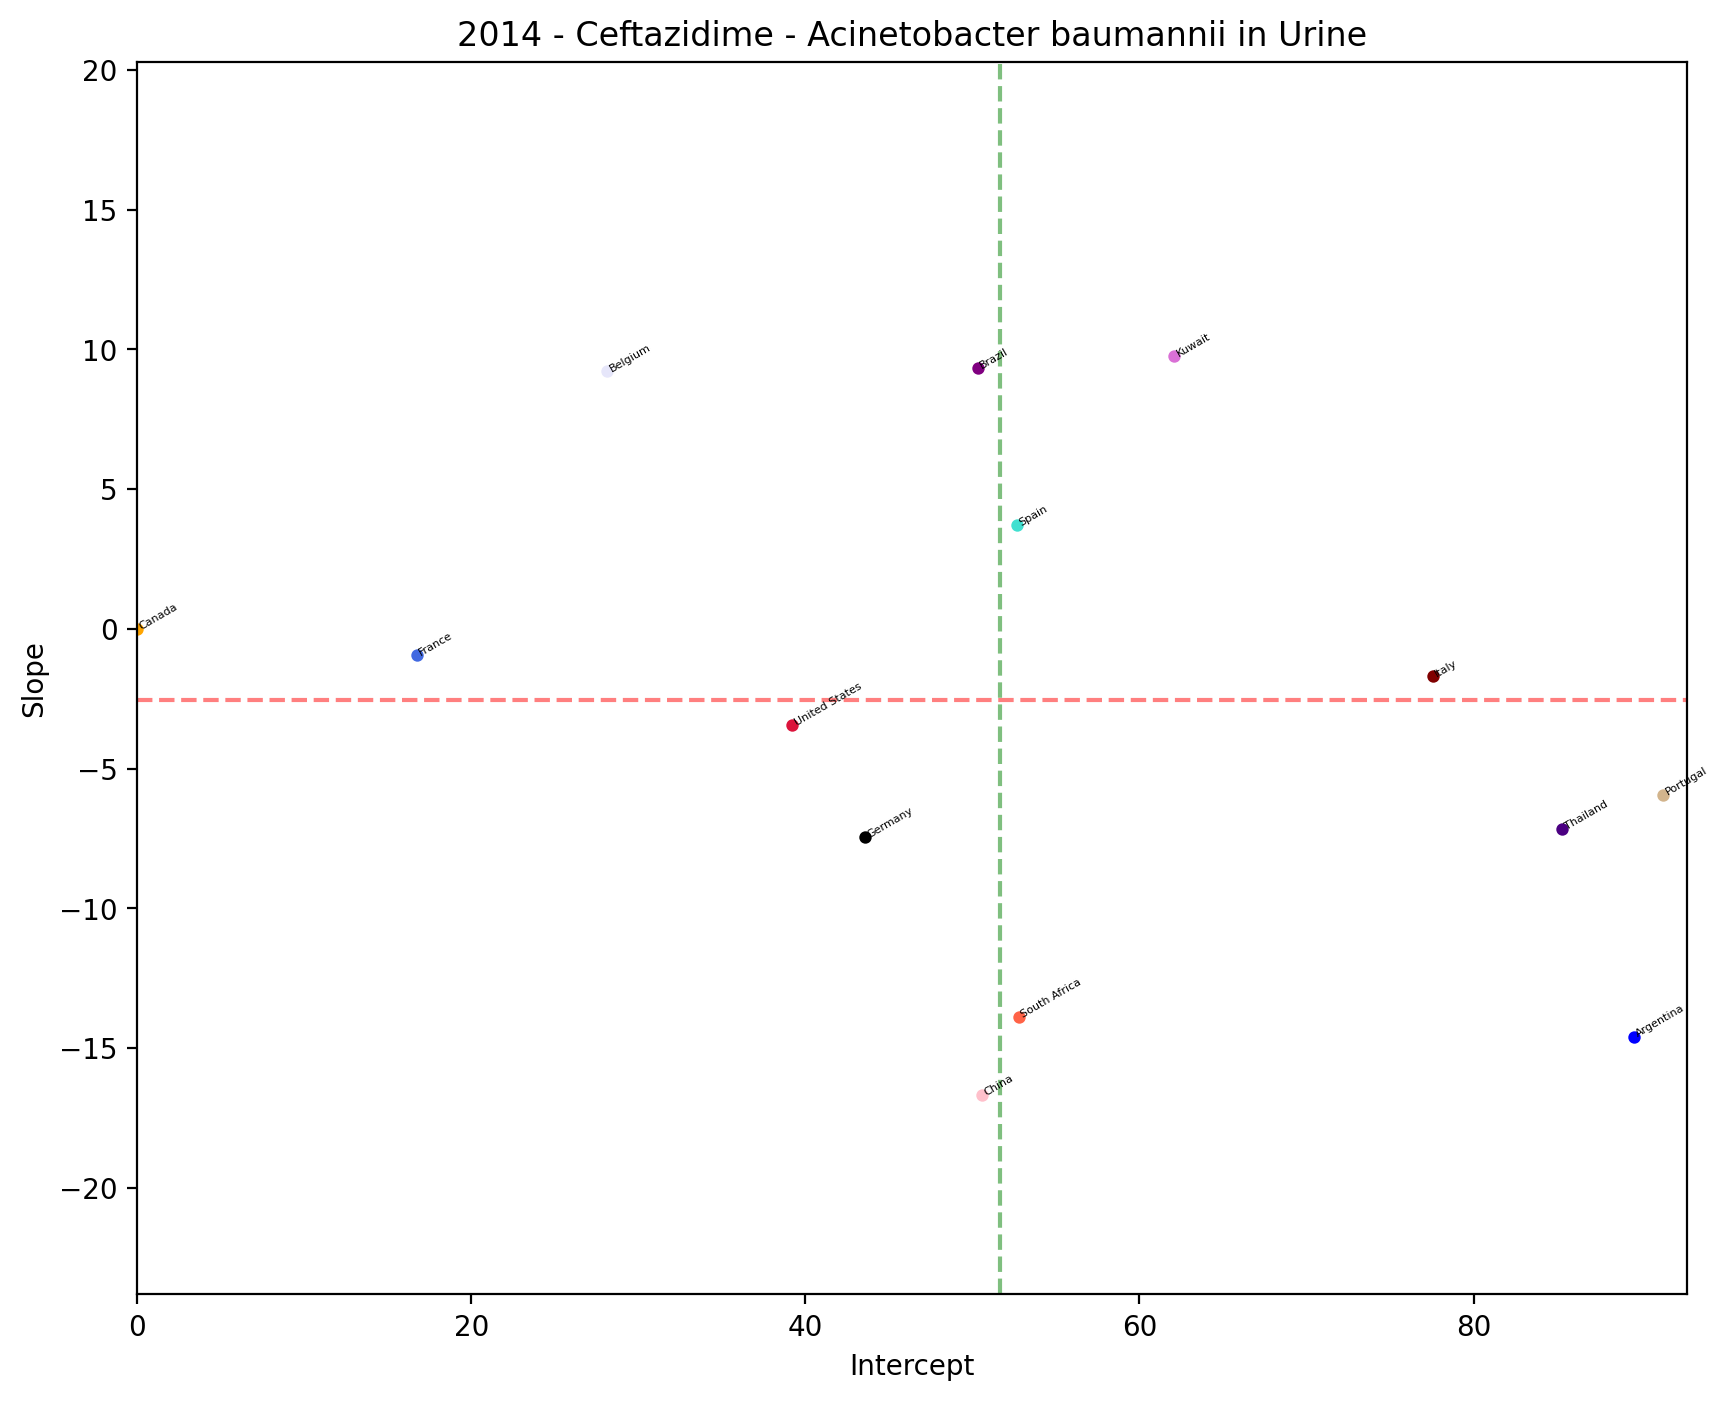 2014 - Ceftazidime - Acinetobacter baumannii in Urine
20
15
10
5
0
−5
−10
−15
−20
Slope
Belgium
Brazil
Kuwait
Spain
Canada
France
Italy
United States
Portugal
Thailand
Germany
South Africa
Argentina
China
0 20 40 60 80
Intercept